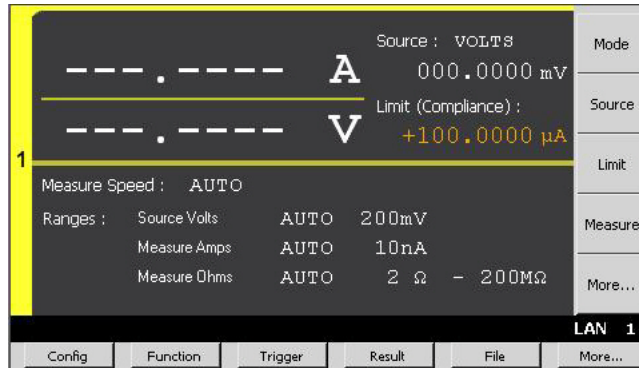 ---.---- A
Source : VOLTS
000.0000 mV
Limit (Compliance) :
---.---- V
+100.0000 µA
1
Measure Speed : AUTO
Ranges : Source Volts AUTO 200mV
Measure Amps AUTO 10nA
Measure Ohms AUTO 2 Ω - 200MΩ
Mode
Source
Limit
Measure
More...
LAN 1
Config Function Trigger Result File More...